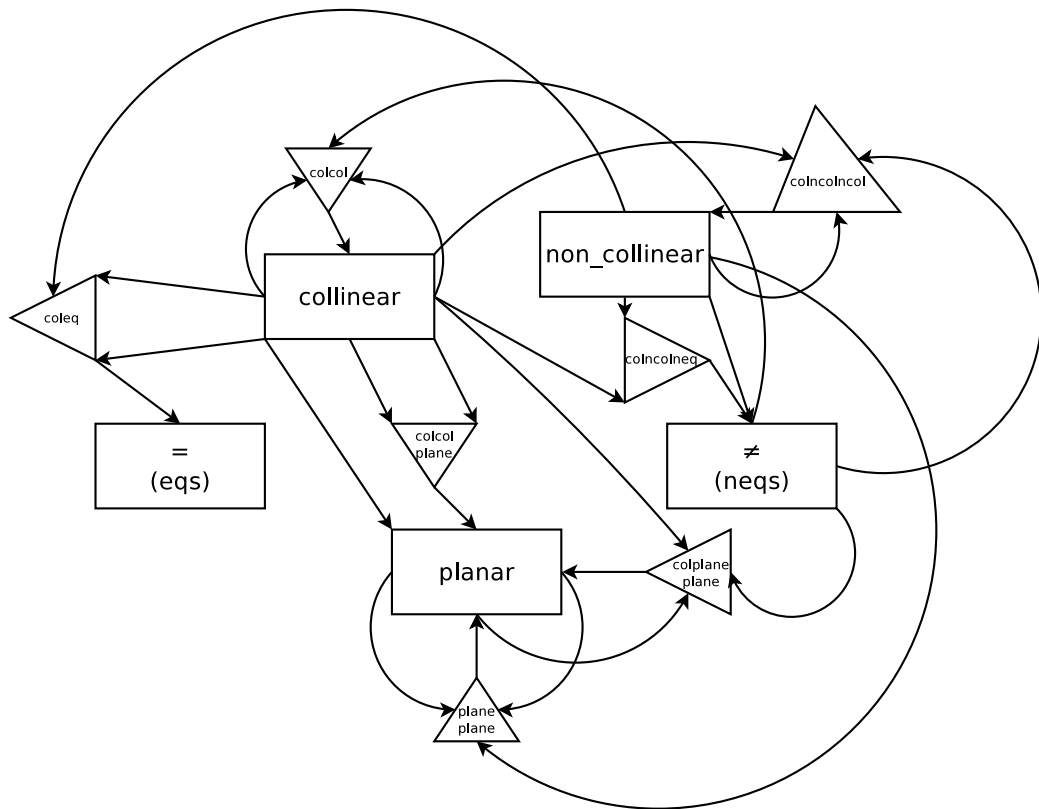 colcol
colncolncol
non_collinear
collinear
coleq
colncolneq
colcol
plane
=
(eqs)
≠
(neqs)
planar
colplane
plane
plane
plane